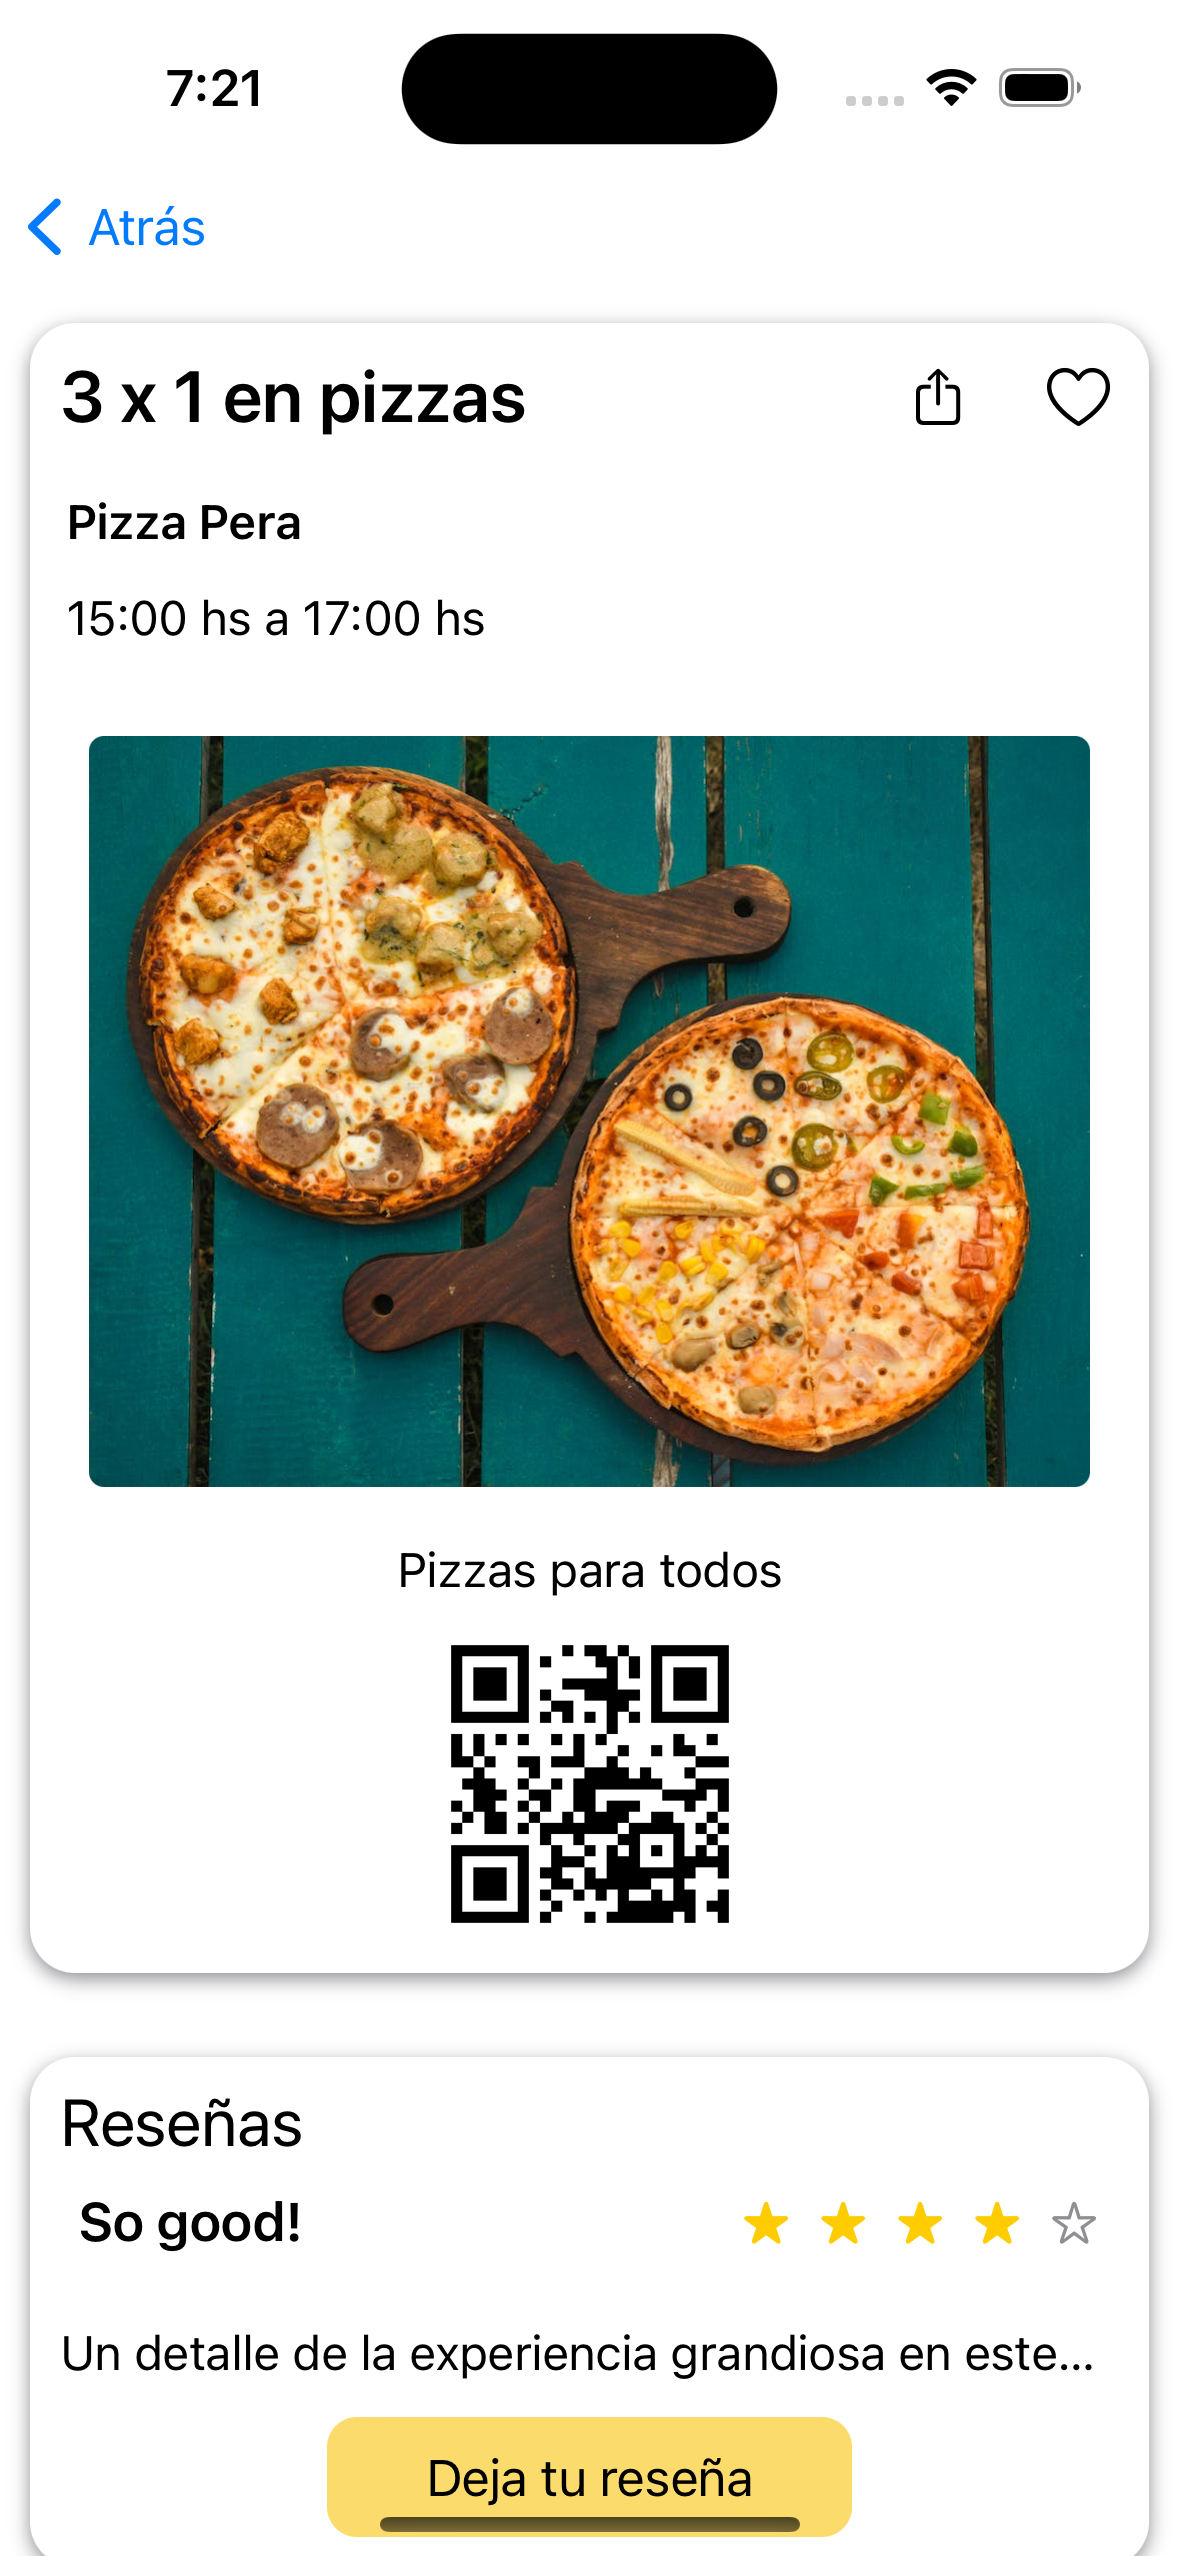 7:21
Atrás
3 x 1 en pizzas
Pizza Pera
15:00 hs a 17:00 hs
Pizzas para todos
Reseñas
So good!
Un detalle de la experiencia grandiosa en este...
Deja tu reseña